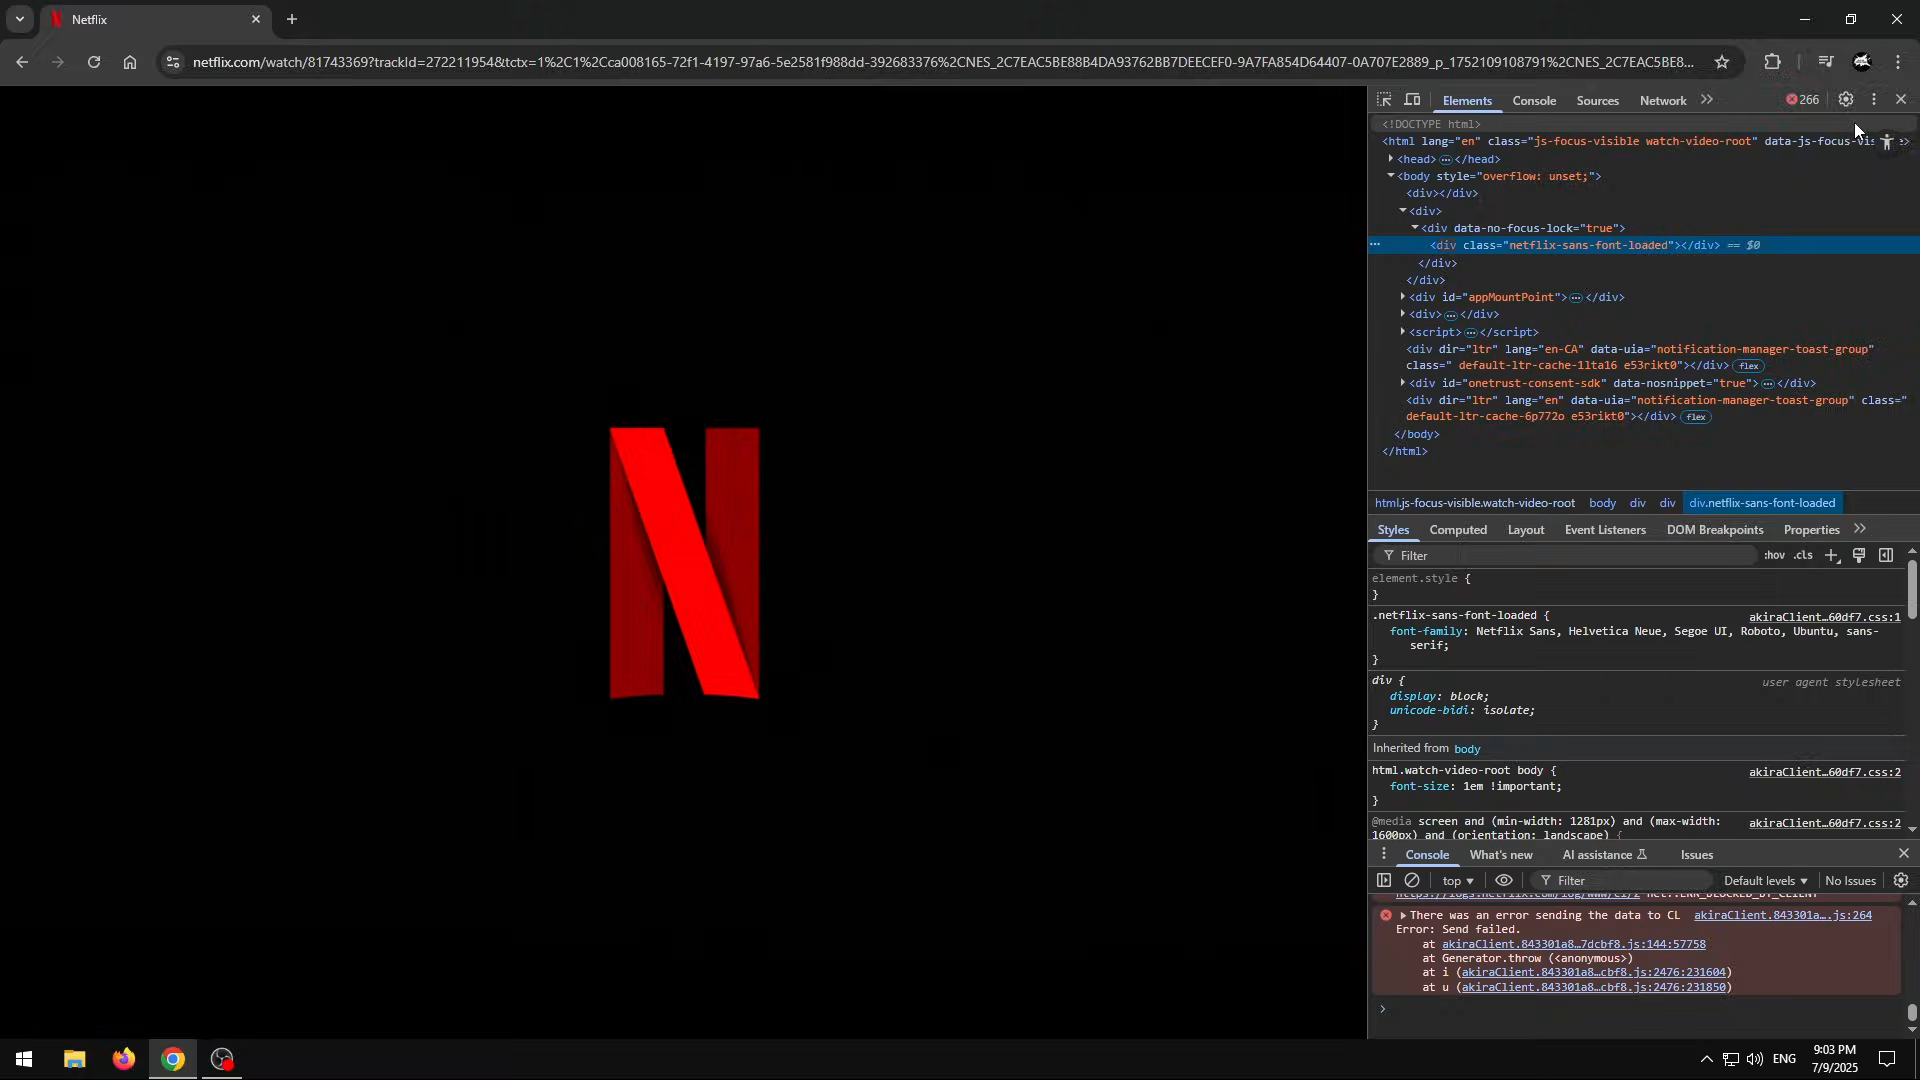 Netflix
netflix.com/watch/81743369?trackId=272211954&tctx=1%2C1%2Cca008165-72f1-4197-97a6-5e2581f988dd-392683376%2CNES_2C7EAC5BE88B4DA93762BB7DEECEF0-9A7FA854D64407-0A707E2889_p_1752109108791%2CNES_2C7EAC5BE8...
Elements Console Sources Network 266
<!DOCTYPE html>
<html lang="en" class="js-focus-visible watch-video-root" data-js-focus-vis
<head> </head>
<body style="overflow: unset;">
<div></div>
<div>
<div data-no-focus-lock="true">
<div class="netflix-sans-font-loaded"></div> == $0
</div>
</div>
<div id="appMountPoint"> </div>
<div> </div>
<script> </script>
<div dir="ltr" lang="en-CA" data-uia="notification-manager-toast-group"
class=" default-ltr-cache-1lta16 e53rikt0"></div> flex
<div id="onetrust-consent-sdk" data-nosnippet="true"> </div>
<div dir="ltr" lang="en" data-uia="notification-manager-toast-group" class="
default-ltr-cache-6p772o e53rikt0"></div> flex
</body>
</html>
html.js-focus-visible.watch-video-root body div div div.netflix-sans-font-loaded
Styles Computed Layout Event Listeners DOM Breakpoints Properties
Filter :hov .cls
element.style {
}
.netflix-sans-font-loaded { akiraClient…60df7.css:1
font-family: Netflix Sans, Helvetica Neue, Segoe UI, Roboto, Ubuntu, sans-
serif;
}
div { user agent stylesheet
display: block;
unicode-bidi: isolate;
}
Inherited from body
html.watch-video-root body { akiraClient…60df7.css:2
font-size: 1em !important;
}
@media screen and (min-width: 1281px) and (max-width: akiraClient…60df7.css:2
1600px) and (orientation: landscape) {
Console What's new AI assistance Issues
top Filter Default levels No Issues
https://logs.netflix.com/log/www/cl/2 net::ERR_BLOCKED_BY_CLIENT
There was an error sending the data to CL akiraClient.843301a….js:264
Error: Send failed.
at akiraClient.843301a8…7dcbf8.js:144:57758
at Generator.throw (<anonymous>)
at i (akiraClient.843301a8…cbf8.js:2476:231604)
at u (akiraClient.843301a8…cbf8.js:2476:231850)
ENG
9:03 PM
7/9/2025